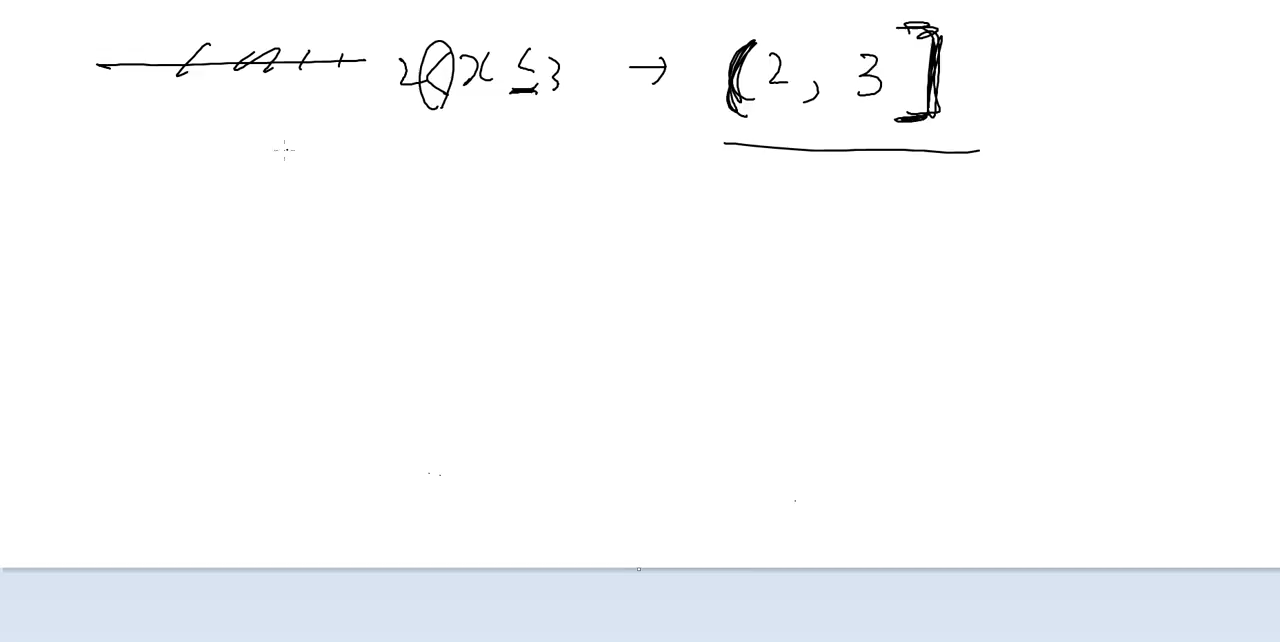 2 < x ≤ 3 → (2, 3]